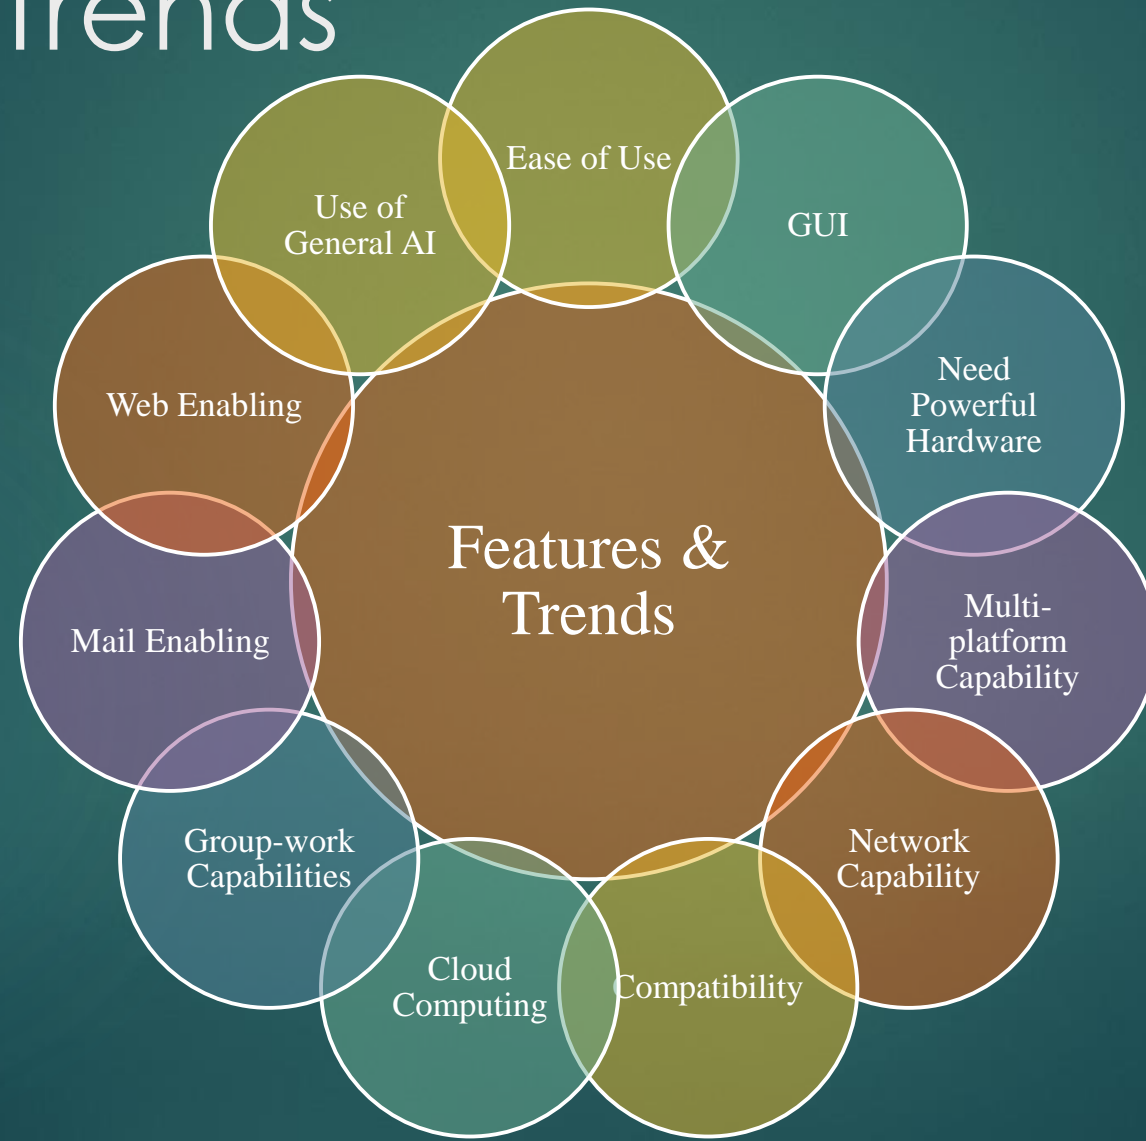 Trends
Ease of Use
GUI
Need
Powerful
Hardware
Multi-
platform
Capability
Network
Capability
Compatibility
Cloud
Computing
Group-work
Capabilities
Mail Enabling
Web Enabling
Use of
General AI
Features &
Trends